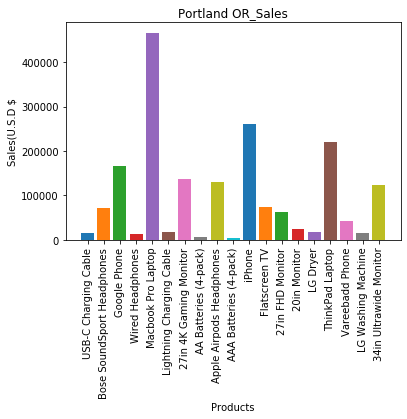 Portland OR_Sales
Sales(U.S.D $
400000
300000
200000
100000
0
USB-C Charging Cable
Bose SoundSport Headphones
Google Phone
Wired Headphones
Macbook Pro Laptop
Lightning Charging Cable
27in 4K Gaming Monitor
AA Batteries (4-pack)
Apple Airpods Headphones
AAA Batteries (4-pack)
iPhone
Flatscreen TV
27in FHD Monitor
20in Monitor
LG Dryer
ThinkPad Laptop
Vareebadd Phone
LG Washing Machine
34in Ultrawide Monitor
Products